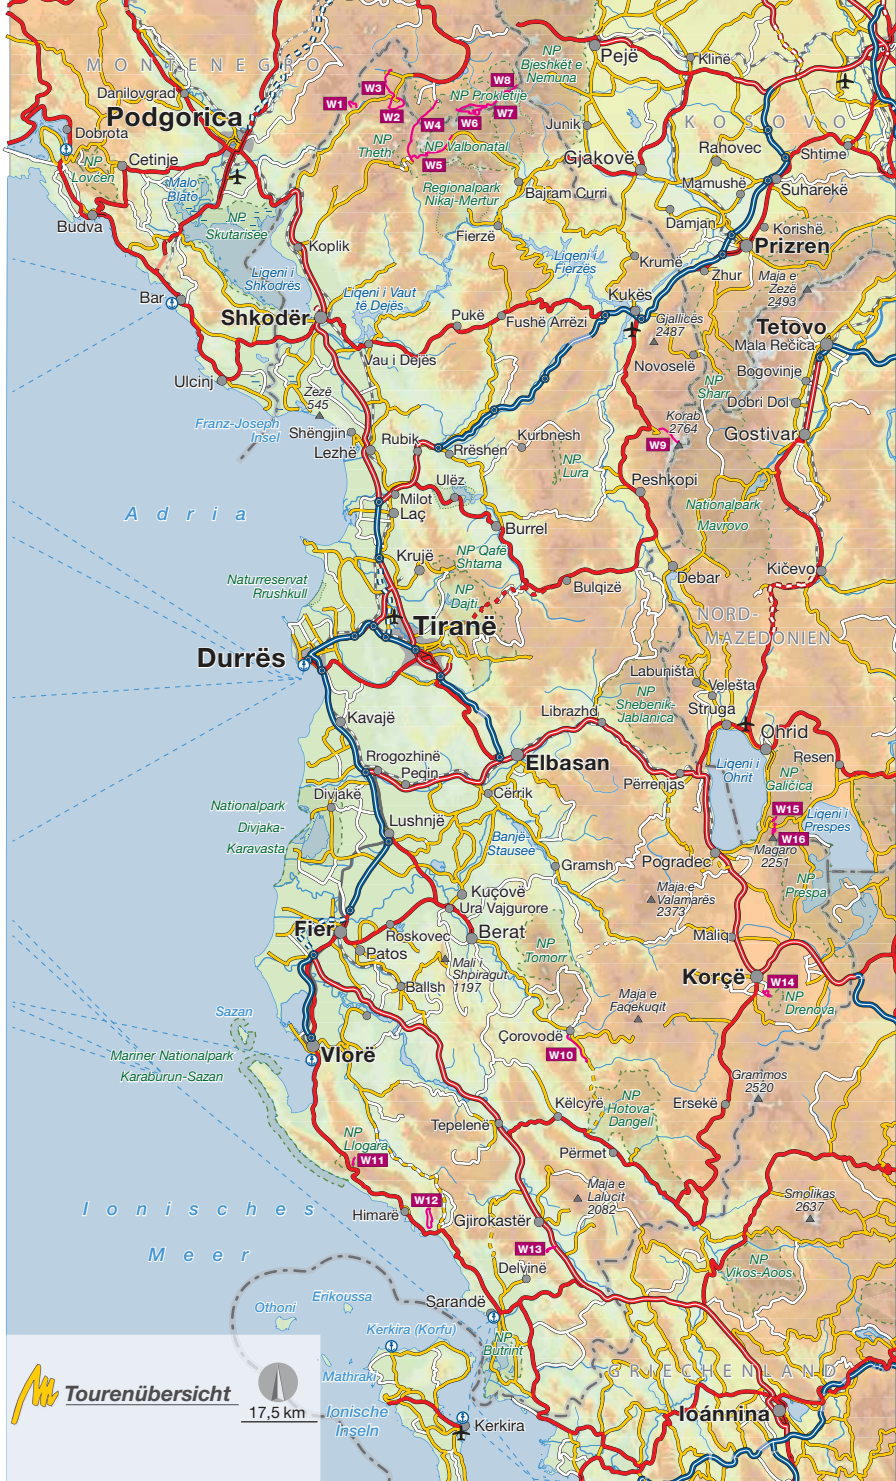 MONTENEGRO
Danilovgrad
Podgorica
Dobrota
NP
Lovćen
Cetinje
Malo
Blato
Budva
NP
Skutarisee
W1
W3
W2
W4
W5
W6
W7
W8
NP Prokletije
NP
Theth
NP Valbonatal
Regionalpark
Nikaj-Mertur
NP
Bjeshkët e
Nemuna
Pejë
Klinë
Junik
KOSOVO
Gjakovë
Rahovec
Shtime
Mamushë
Suharekë
Bajram Curri
Damjan
Korishë
Prizren
Fierzë
Koplik
Liqeni i
Fierzës
Krumë
Zhur
Maja e
Zezë
2493
Liqeni i
Shkodrës
Bar
Liqeni i Vaut
të Dejës
Kukës
Shkodër
Pukë
Fushë Arrëzi
Gjallicës
2487
Tetovo
Mala Rečica
Vau i Dejës
Novoselë
Bogovinje
Ulcinj
Zezë
545
NP
Sharr
Dobri Dol
Franz-Joseph
Insel
Shëngjin
Lezhë
Rubik
Rrëshen
Kurbnesh
Korab
2764
W9
Gostivar
NP
Lura
Ulëz
Peshkopi
Adria
Milot
Laç
Burrel
Nationalpark
Mavrovo
Krujë
NP Qafë
Shtama
Naturreservat
Rrushkull
NP
Dajti
Bulqizë
Debar
Kičevo
Tiranë
NORD-
MAZEDONIEN
Durrës
Labuništa
NP
Shebenik-
Jablanica
Velešta
Struga
Librazhd
Kavajë
Ohrid
Rrogozhinë
Peqin
Elbasan
Liqeni i
Ohrit
Resen
Përrenjas
NP
Galičica
Divjakë
Cërrik
Nationalpark
Divjaka-
Karavasta
Lushnjë
Banjë-
Stausee
W15
W16
Liqeni i
Prespes
Magaro
2251
Gramsh
Pogradec
Maja e
Valamarës
2373
NP
Prespa
Kuçovë
Ura Vajgurore
Fier
Roskovec
Berat
Patos
Maliq
NP
Tomorr
Mali i
Shpiragut
1197
Ballsh
Korçë
W14
NP
Drenova
Maja e
Faqekuqit
Sazan
Çorovodë
W10
Vlorë
Mariner Nationalpark
Karaburun-Sazan
Grammos
2520
NP
Hotova-
Dangell
Ersekë
Këlcyrë
Tepelenë
NP
Llogara
W11
Përmet
W12
Maja e
Lalucit
2082
Smolikas
2637
Ionisches
Meer
Himarë
Gjirokastër
W13
Delvinë
NP
Vikos-Aoos
Othoni
Erikoussa
Sarandë
Kerkira (Korfu)
NP
Butrint
Mathraki
GRIECHENLAND
Tourenübersicht
17,5 km
Ionische
Inseln
Kerkira
Ioánnina